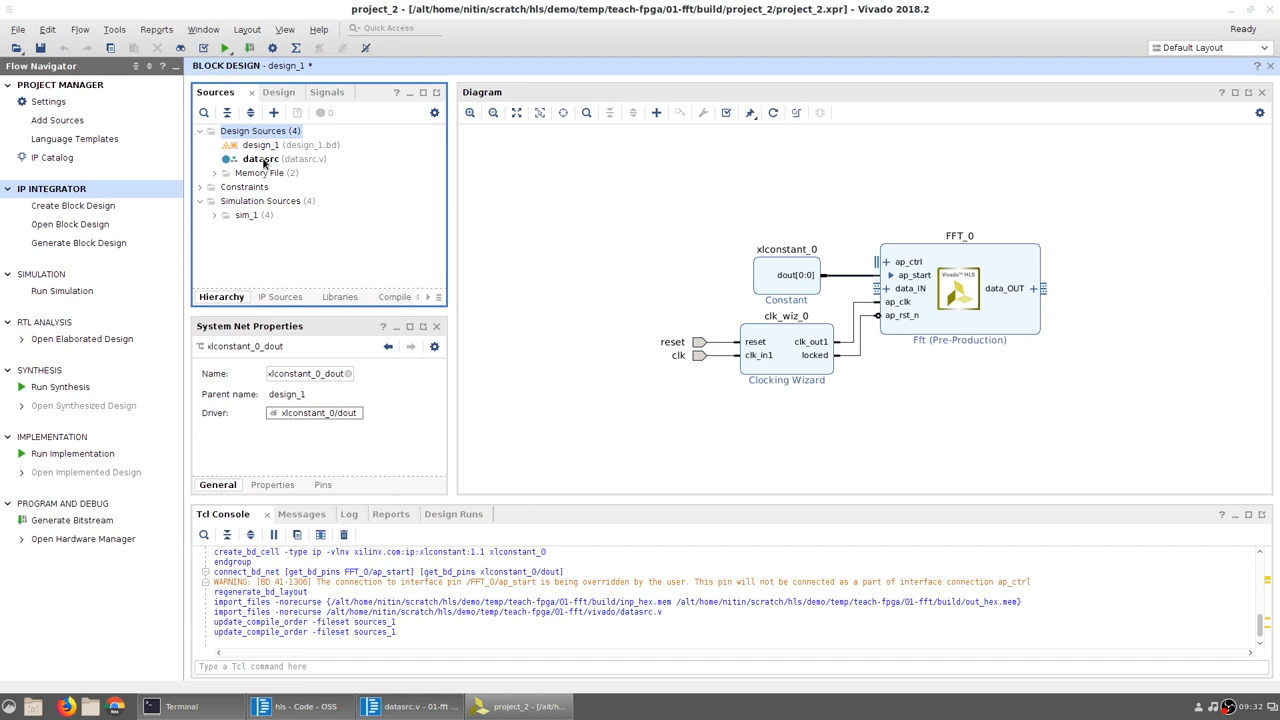 project_2 - [/alt/home/nitin/scratch/hls/demo/temp/teach-fpga/01-fft/build/project_2/project_2.xpr] - Vivado 2018.2
File Edit Flow Tools Reports Window Layout View Help Quick Access Ready
Default Layout
Flow Navigator
PROJECT MANAGER
Settings
Add Sources
Language Templates
IP Catalog
IP INTEGRATOR
Create Block Design
Open Block Design
Generate Block Design
SIMULATION
Run Simulation
RTL ANALYSIS
Open Elaborated Design
SYNTHESIS
Run Synthesis
Open Synthesized Design
IMPLEMENTATION
Run Implementation
Open Implemented Design
PROGRAM AND DEBUG
Generate Bitstream
Open Hardware Manager
BLOCK DESIGN - design_1 *
Sources Design Signals
0
Design Sources (4)
design_1 (design_1.bd)
datasrc (datasrc.v)
Memory File (2)
Constraints
Simulation Sources (4)
sim_1 (4)
Hierarchy IP Sources Libraries Compile
System Net Properties
xlconstant_0_dout
Name: xlconstant_0_dout
Parent name: design_1
Driver: xlconstant_0/dout
General Properties Pins
Diagram
xlconstant_0
dout[0:0]
Constant
clk_wiz_0
reset
clk
reset clk_out1
clk_in1 locked
Clocking Wizard
FFT_0
ap_ctrl
ap_start
data_IN
ap_clk
ap_rst_n
Vivado™ HLS
data_OUT
Fft (Pre-Production)
Tcl Console Messages Log Reports Design Runs
create_bd_cell -type ip -vlnv xilinx.com:ip:xlconstant:1.1 xlconstant_0
endgroup
connect_bd_net [get_bd_pins FFT_0/ap_start] [get_bd_pins xlconstant_0/dout]
WARNING: [BD 41-1306] The connection to interface pin /FFT_0/ap_start is being overridden by the user. This pin will not be connected as a part of interface connection ap_ctrl
regenerate_bd_layout
import_files -norecurse {/alt/home/nitin/scratch/hls/demo/temp/teach-fpga/01-fft/build/inp_hex.mem /alt/home/nitin/scratch/hls/demo/temp/teach-fpga/01-fft/build/out_hex.mem}
import_files -norecurse /alt/home/nitin/scratch/hls/demo/temp/teach-fpga/01-fft/vivado/datasrc.v
update_compile_order -fileset sources_1
update_compile_order -fileset sources_1
Type a Tcl command here
Terminal hls - Code - OSS datasrc.v - 01-fft ... project_2 - [/alt/h... 09:32